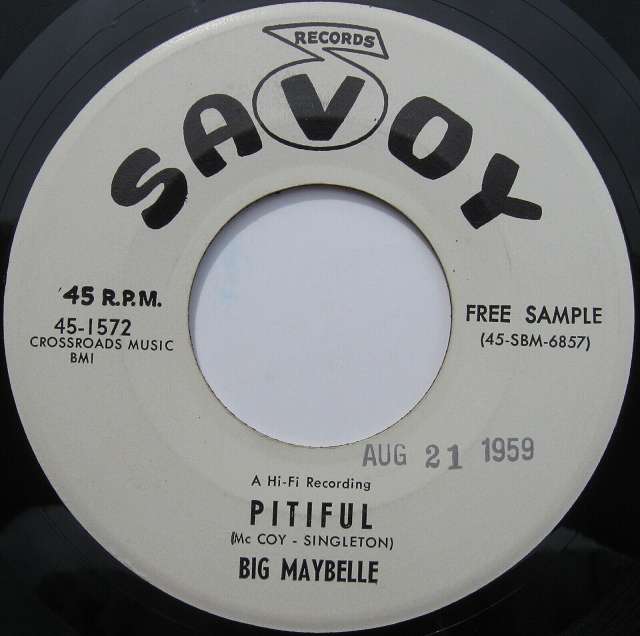 RECORDS
SAVOY
45 R.P.M.
45-1572
CROSSROADS MUSIC
BMI
FREE SAMPLE
(45-SBM-6857)
AUG 21 1959
A Hi-Fi Recording
PITIFUL
(Mc COY - SINGLETON)
BIG MAYBELLE